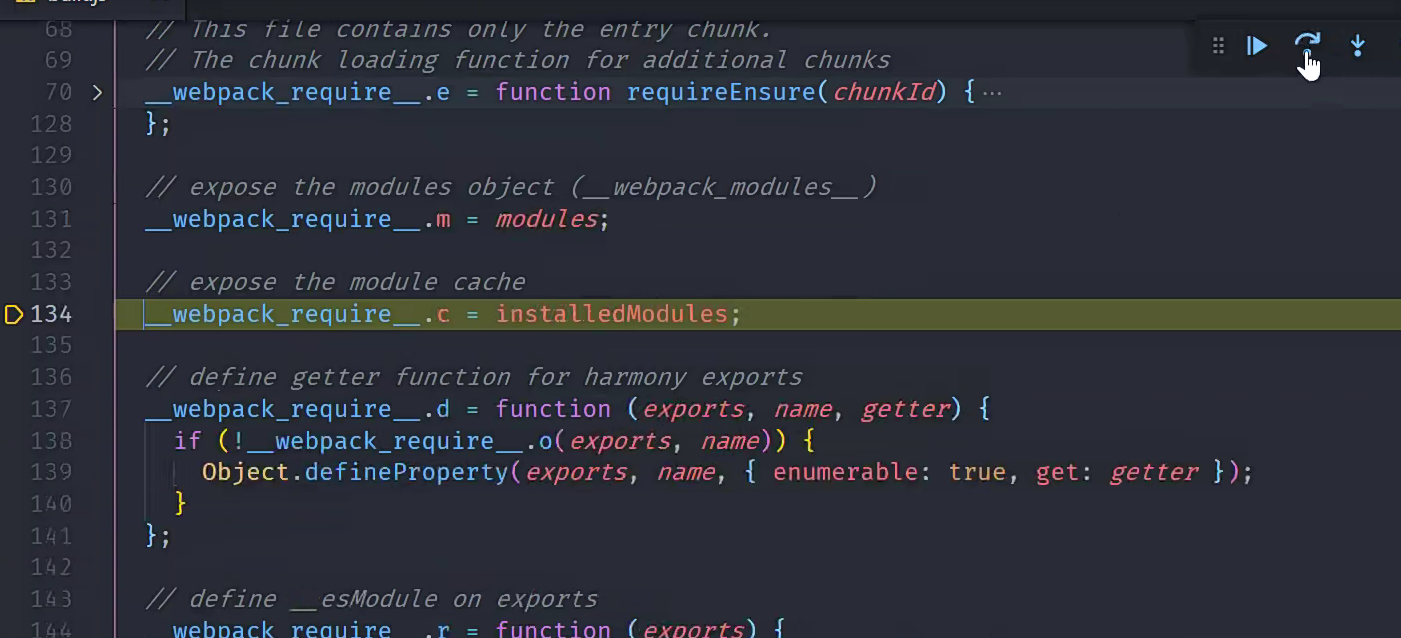 68 // This file contains only the entry chunk.
69 // The chunk loading function for additional chunks
70 __webpack_require__.e = function requireEnsure(chunkId) { ···
128 };
129
130 // expose the modules object (__webpack_modules__)
131 __webpack_require__.m = modules;
132
133 // expose the module cache
134 __webpack_require__.c = installedModules;
135
136 // define getter function for harmony exports
137 __webpack_require__.d = function (exports, name, getter) {
138 if (!__webpack_require__.o(exports, name)) {
139 Object.defineProperty(exports, name, { enumerable: true, get: getter });
140 }
141 };
142
143 // define __esModule on exports
144 __webpack_require__.r = function (exports) {